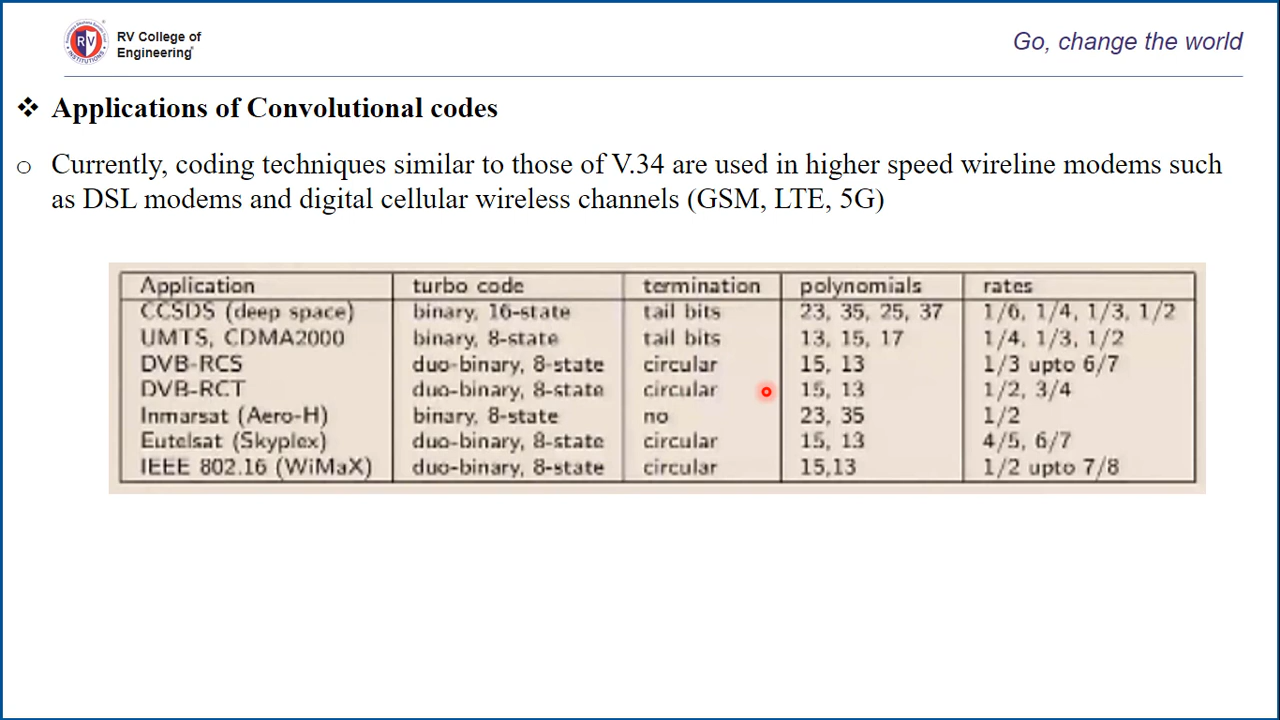 RV College of
Engineering
Go, change the world
Applications of Convolutional codes
Currently, coding techniques similar to those of V.34 are used in higher speed wireline modems such
as DSL modems and digital cellular wireless channels (GSM, LTE, 5G)
Application turbo code termination polynomials rates
CCSDS (deep space) binary, 16-state tail bits 23, 35, 25, 37 1/6, 1/4, 1/3, 1/2
UMTS, CDMA2000 binary, 8-state tail bits 13, 15, 17 1/4, 1/3, 1/2
DVB-RCS duo-binary, 8-state circular 15, 13 1/3 upto 6/7
DVB-RCT duo-binary, 8-state circular 15, 13 1/2, 3/4
Inmarsat (Aero-H) binary, 8-state no 23, 35 1/2
Eutelsat (Skyplex) duo-binary, 8-state circular 15, 13 4/5, 6/7
IEEE 802.16 (WiMaX) duo-binary, 8-state circular 15,13 1/2 upto 7/8